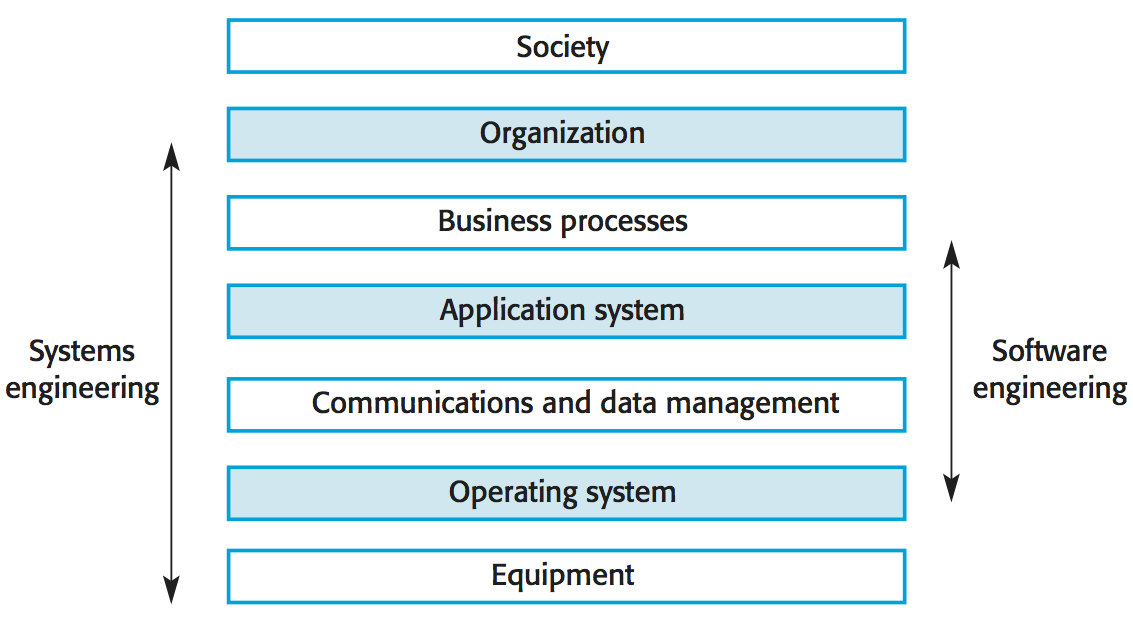 Society
Organization
Business processes
Application system
Systems
engineering
Software
engineering
Communications and data management
Operating system
Equipment